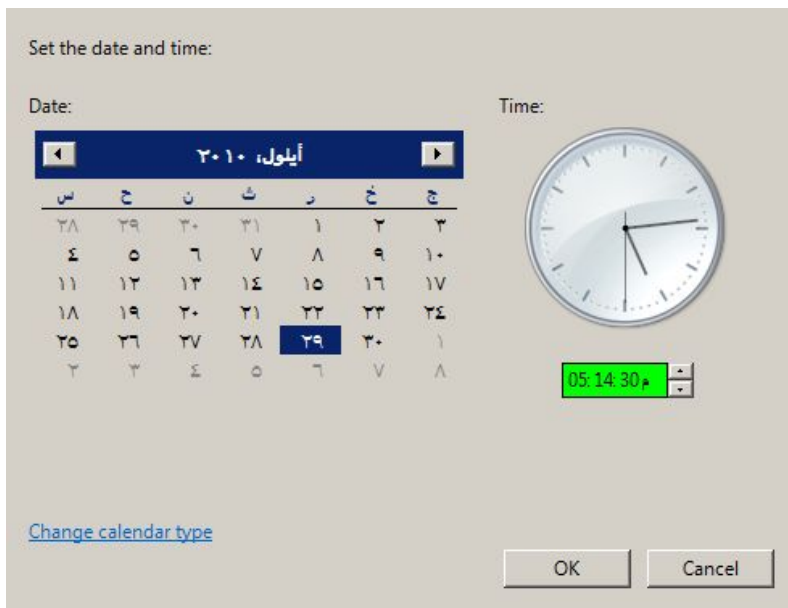 Set the date and time:
Date:
Time:
أيلول، ٢٠١٠
س ح ن ث ر خ ج
٢٨ ٢٩ ٣٠ ٣١ ١ ٢ ٣
٤ ٥ ٦ ٧ ٨ ٩ ١٠
١١ ١٢ ١٣ ١٤ ١٥ ١٦ ١٧
١٨ ١٩ ٢٠ ٢١ ٢٢ ٢٣ ٢٤
٢٥ ٢٦ ٢٧ ٢٨ ٢٩ ٣٠ ١
٢ ٣ ٤ ٥ ٦ ٧ ٨
05:14:30 م
Change calendar type
OK
Cancel